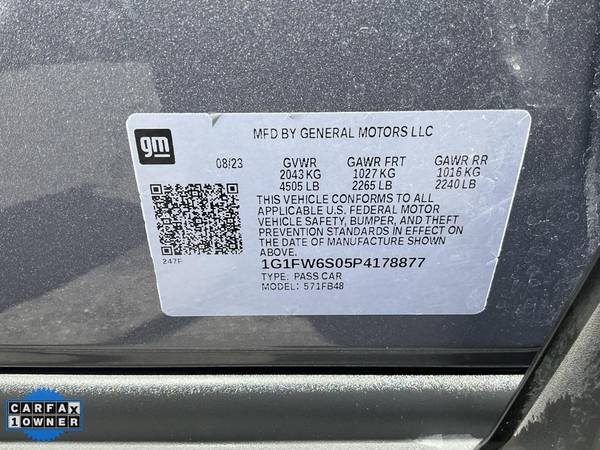 gm
MFD BY GENERAL MOTORS LLC
08/23 GVWR GAWR FRT GAWR RR
2043 KG 1027 KG 1016 KG
4505 LB 2265 LB 2240 LB
THIS VEHICLE CONFORMS TO ALL
APPLICABLE U.S. FEDERAL MOTOR
VEHICLE SAFETY, BUMPER, AND THEFT
PREVENTION STANDARDS IN EFFECT ON
THE DATE OF MANUFACTURE SHOWN
ABOVE.
247F
1G1FW6S05P4178877
TYPE: PASS CAR
MODEL: 571FB48
CARFAX
1 OWNER